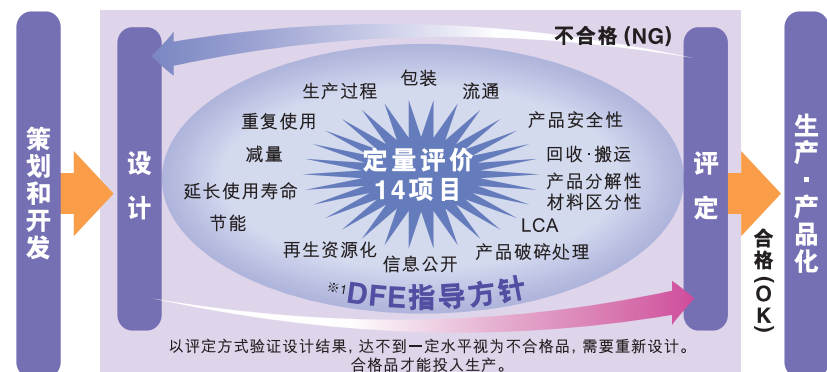 策划和开发
设计
不合格(NG)
包装
生产过程
流通
重复使用
产品安全性
减量
回收·搬运
定量评价
14项目
延长使用寿命
产品分解性
材料区分性
节能
LCA
再生资源化
产品破碎处理
信息公开
※1DFE指导方针
评定
合格(OK)
生产·产品化
以评定方式验证设计结果, 达不到一定水平视为不合格品, 需要重新设计。
合格品才能投入生产。